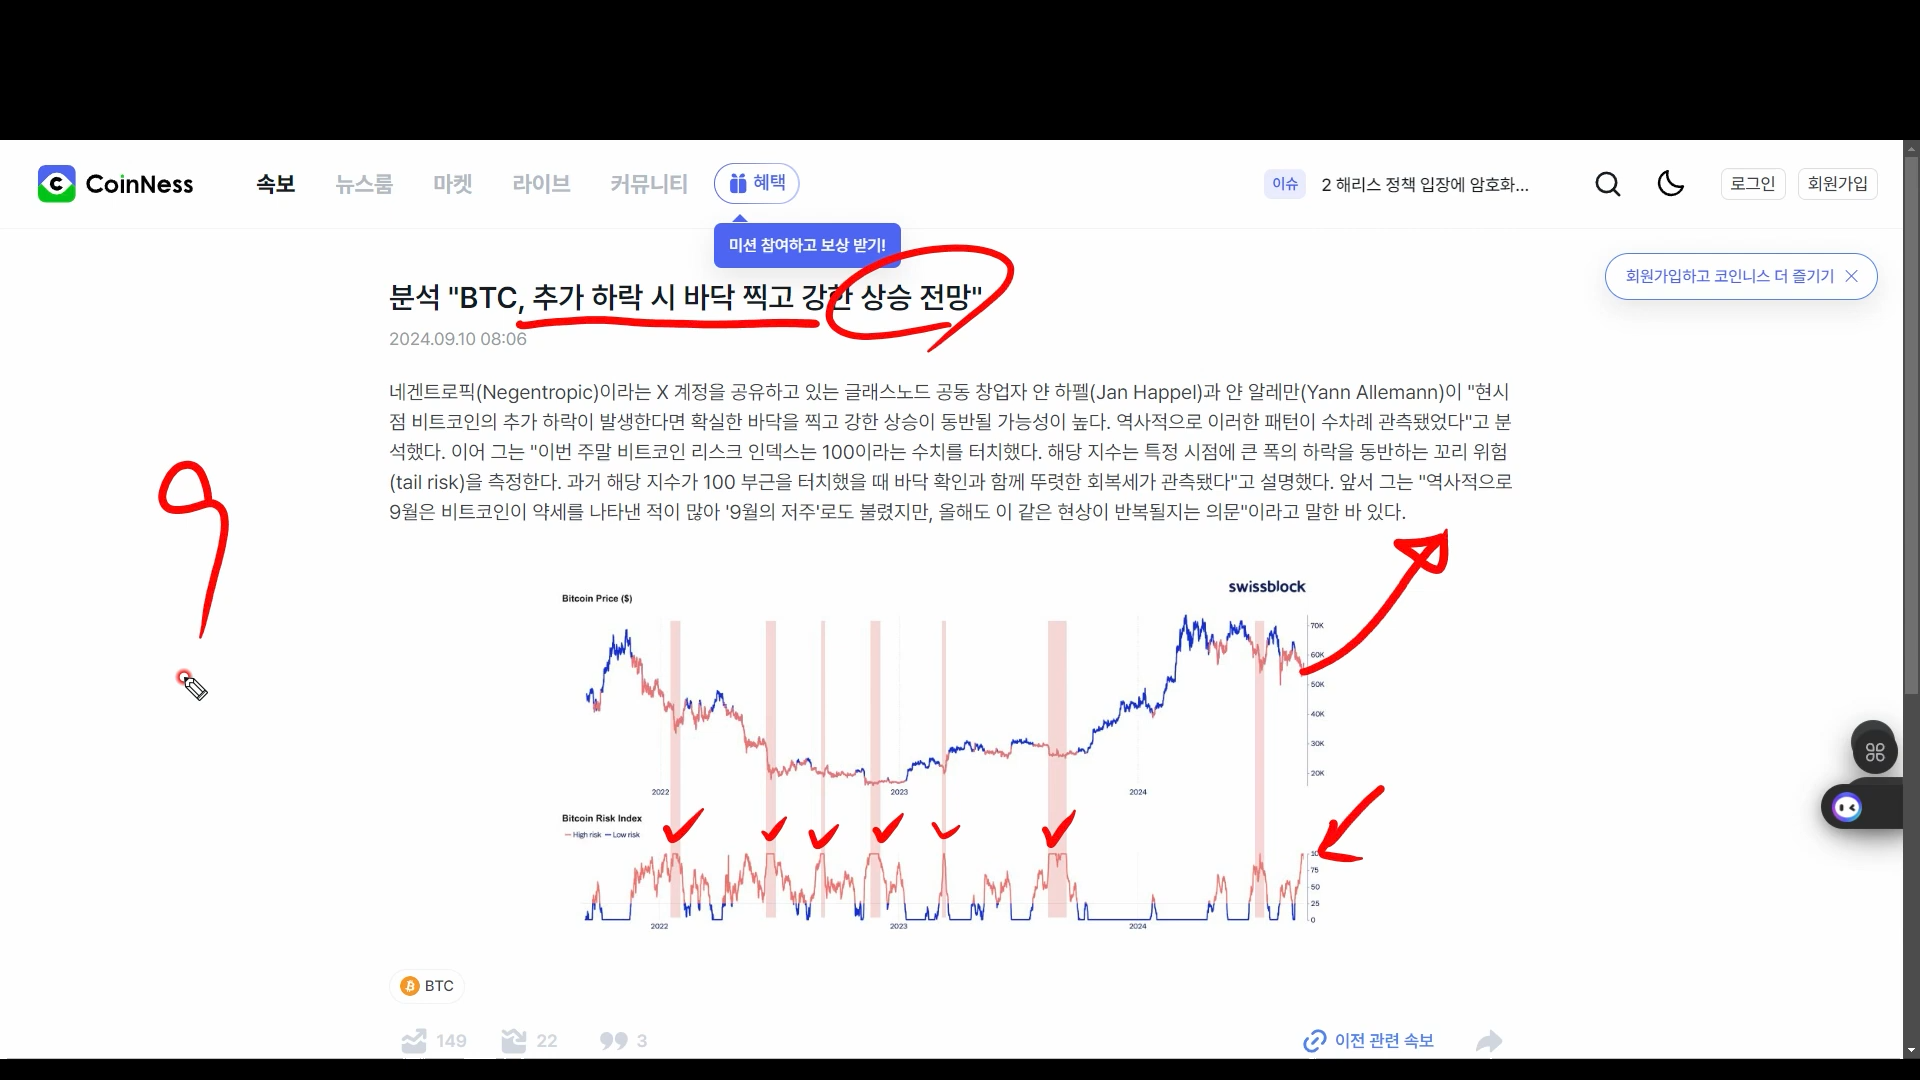 CoinNess 속보 뉴스룸 마켓 라이브 커뮤니티 혜택 이슈 2 해리스 정책 입장에 암호화... 로그인 회원가입
미션 참여하고 보상 받기!
회원가입하고 코인니스 더 즐기기
분석 "BTC, 추가 하락 시 바닥 찍고 강한 상승 전망"
2024.09.10 08:06
네겐트로픽(Negentropic)이라는 X 계정을 공유하고 있는 글래스노드 공동 창업자 얀 하펠(Jan Happel)과 얀 알레만(Yann Allemann)이 "현시
점 비트코인의 추가 하락이 발생한다면 확실한 바닥을 찍고 강한 상승이 동반될 가능성이 높다. 역사적으로 이러한 패턴이 수차례 관측됐었다"고 분
석했다. 이어 그는 "이번 주말 비트코인 리스크 인덱스는 100이라는 수치를 터치했다. 해당 지수는 특정 시점에 큰 폭의 하락을 동반하는 꼬리 위험
(tail risk)을 측정한다. 과거 해당 지수가 100 부근을 터치했을 때 바닥 확인과 함께 뚜렷한 회복세가 관측됐다"고 설명했다. 앞서 그는 "역사적으로
9월은 비트코인이 약세를 나타낸 적이 많아 '9월의 저주'로도 불렸지만, 올해도 이 같은 현상이 반복될지는 의문"이라고 말한 바 있다.
9
swissblock
Bitcoin Price ($)
70K
60K
50K
40K
30K
20K
2022 2023 2024
Bitcoin Risk Index
High risk Low risk
75
50
25
0
2022 2023 2024
BTC
149 22 3 이전 관련 속보